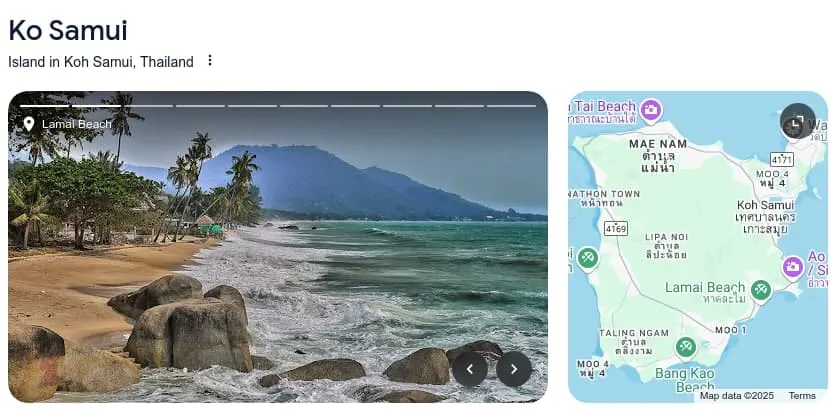 Ko Samui
Island in Koh Samui, Thailand
Lamai Beach
Tai Beach
MAE NAM
ตำบล
แม่น้ำ
4171
MOO 4
หมู่ 4
NATHON TOWN
หน้าทอน
Koh Samui
เทศบาลนคร
เกาะสมุย
4169
LIPA NOI
ตำบล
ลิปะน้อย
Ao
Lamai Beach
หาดละไม
MOO 1
TALING NGAM
ตำบล
ตลิ่งงาม
MOO 4
หมู่ 4
Bang Kao
Beach
Map data ©2025
Terms